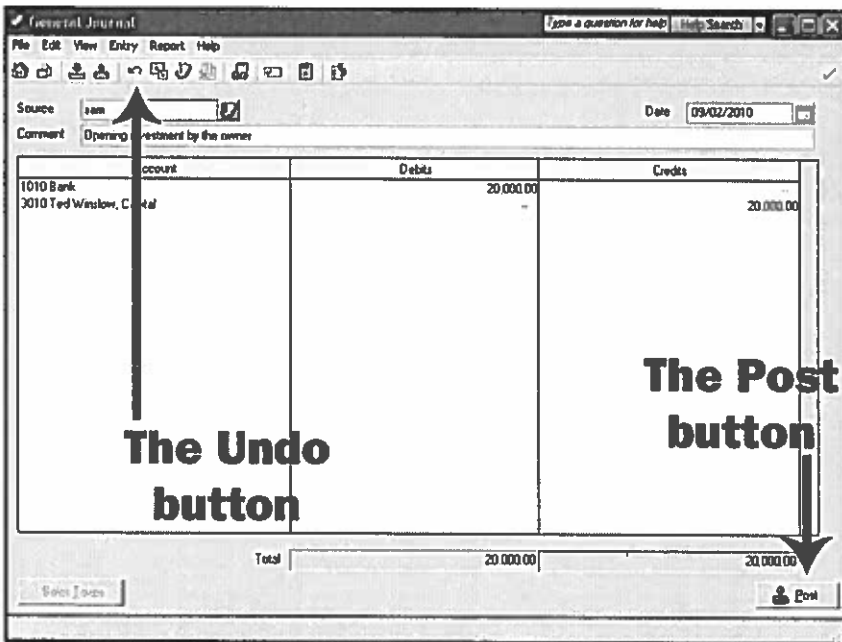 General Journal
Type a question for help Help Search
File Edit View Entry Report Help
Source
Date 09/02/2010
Comment Opening investment by the owner
Account Debits Credits
1010 Bank 20,000.00 --
3010 Ted Winslow, Capital -- 20,000.00
The Post
button
The Undo
button
Total 20,000.00 20,000.00
Post